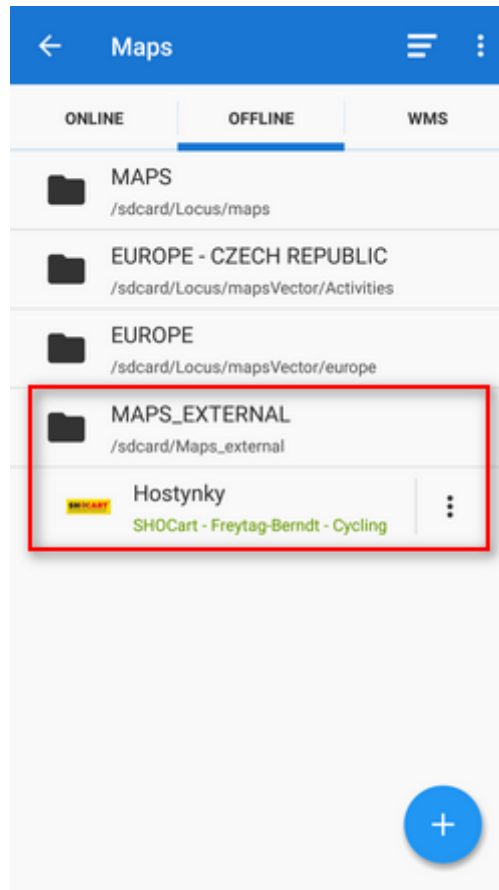 Maps
ONLINE OFFLINE WMS
MAPS
/sdcard/Locus/maps
EUROPE - CZECH REPUBLIC
/sdcard/Locus/mapsVector/Activities
EUROPE
/sdcard/Locus/mapsVector/europe
MAPS_EXTERNAL
/sdcard/Maps_external
SHOCART
Hostynky
SHOCart - Freytag-Berndt - Cycling